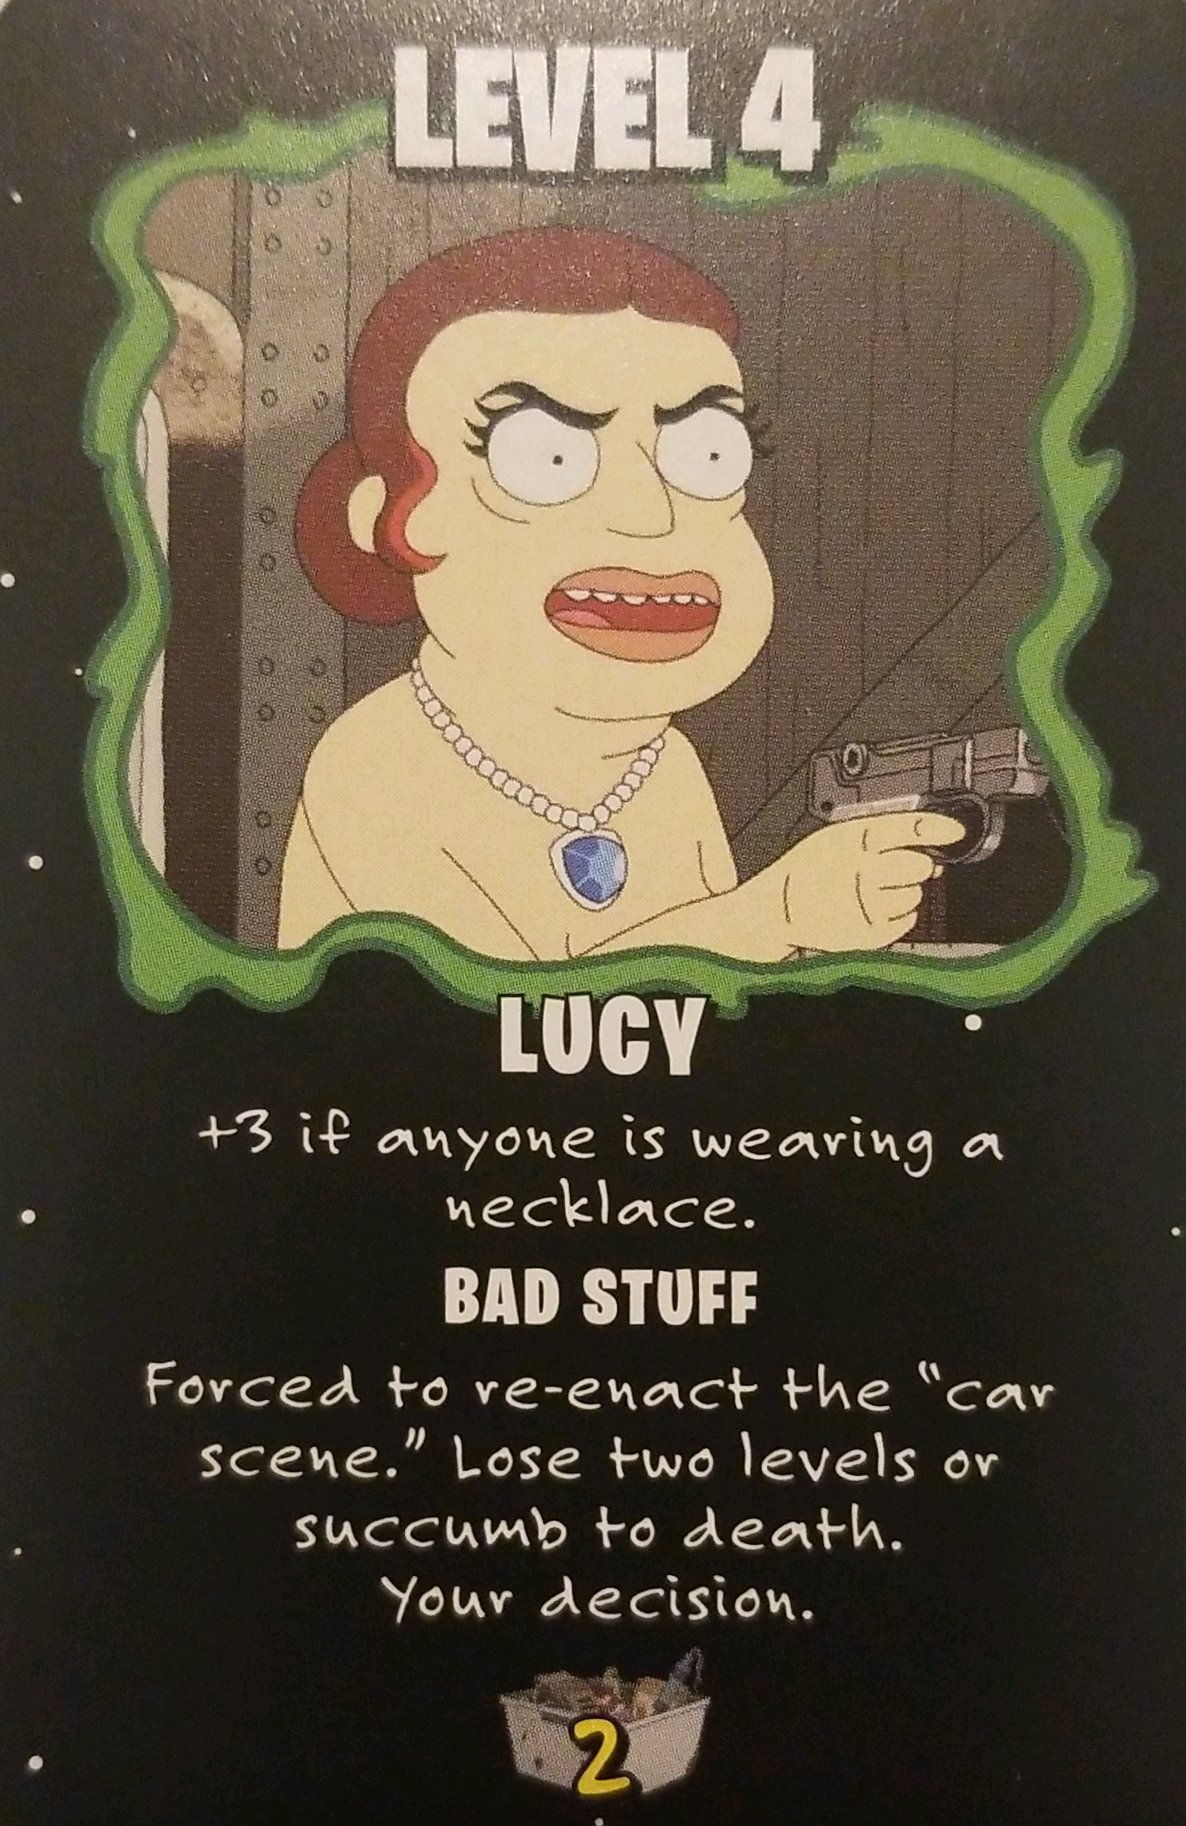 LEVEL 4
LUCY
+3 if anyone is wearing a
necklace.
BAD STUFF
Forced to re-enact the “car
scene.” Lose two levels or
succumb to death.
Your decision.
2